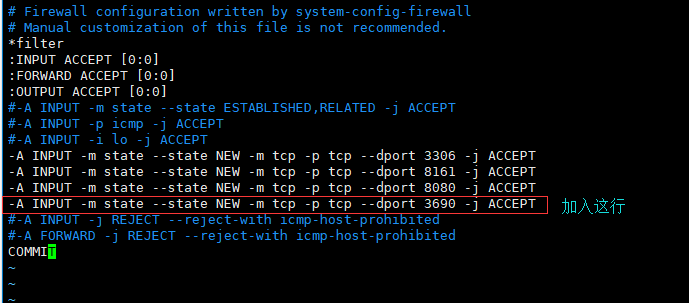 # Firewall configuration written by system-config-firewall
# Manual customization of this file is not recommended.
*filter
:INPUT ACCEPT [0:0]
:FORWARD ACCEPT [0:0]
:OUTPUT ACCEPT [0:0]
#-A INPUT -m state --state ESTABLISHED,RELATED -j ACCEPT
#-A INPUT -p icmp -j ACCEPT
#-A INPUT -i lo -j ACCEPT
-A INPUT -m state --state NEW -m tcp -p tcp --dport 3306 -j ACCEPT
-A INPUT -m state --state NEW -m tcp -p tcp --dport 8161 -j ACCEPT
-A INPUT -m state --state NEW -m tcp -p tcp --dport 8080 -j ACCEPT
-A INPUT -m state --state NEW -m tcp -p tcp --dport 3690 -j ACCEPT 加入这行
#-A INPUT -j REJECT --reject-with icmp-host-prohibited
#-A FORWARD -j REJECT --reject-with icmp-host-prohibited
COMMIT
~
~
~